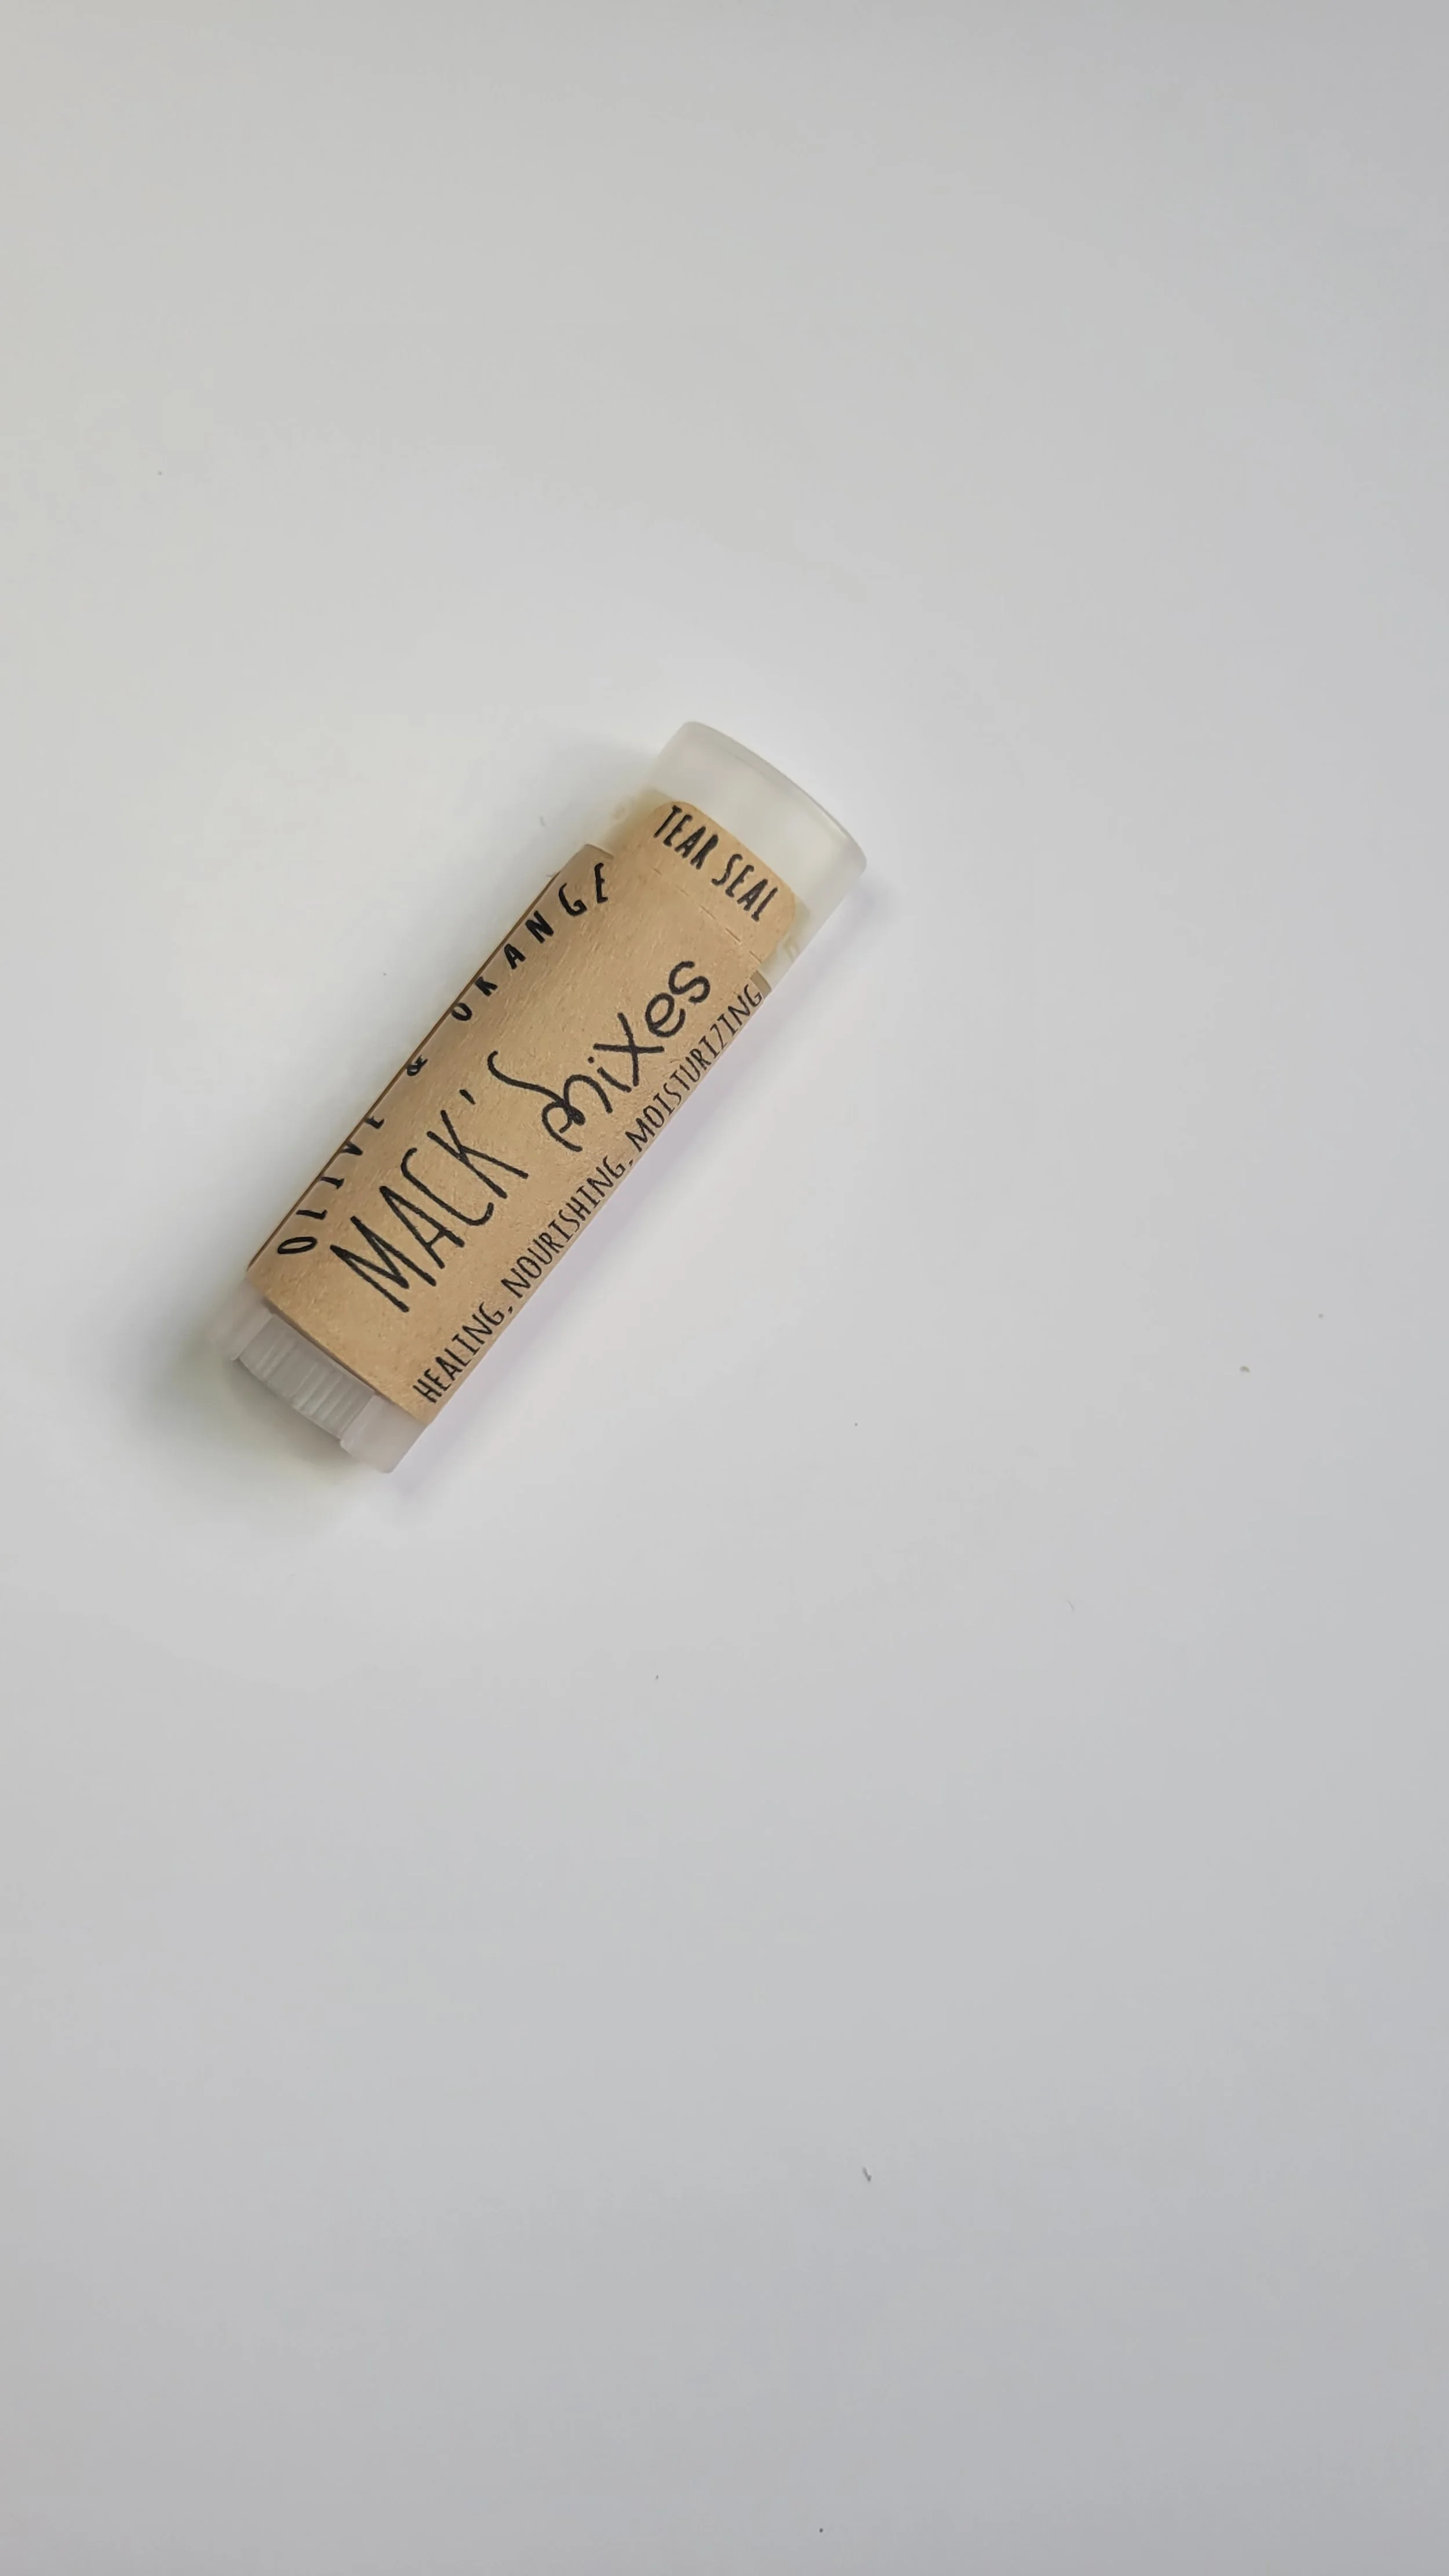 TEAR SEAL
OLIVE & ORANGE
MACK'S mixes
HEALING, NOURISHING, MOISTURIZING